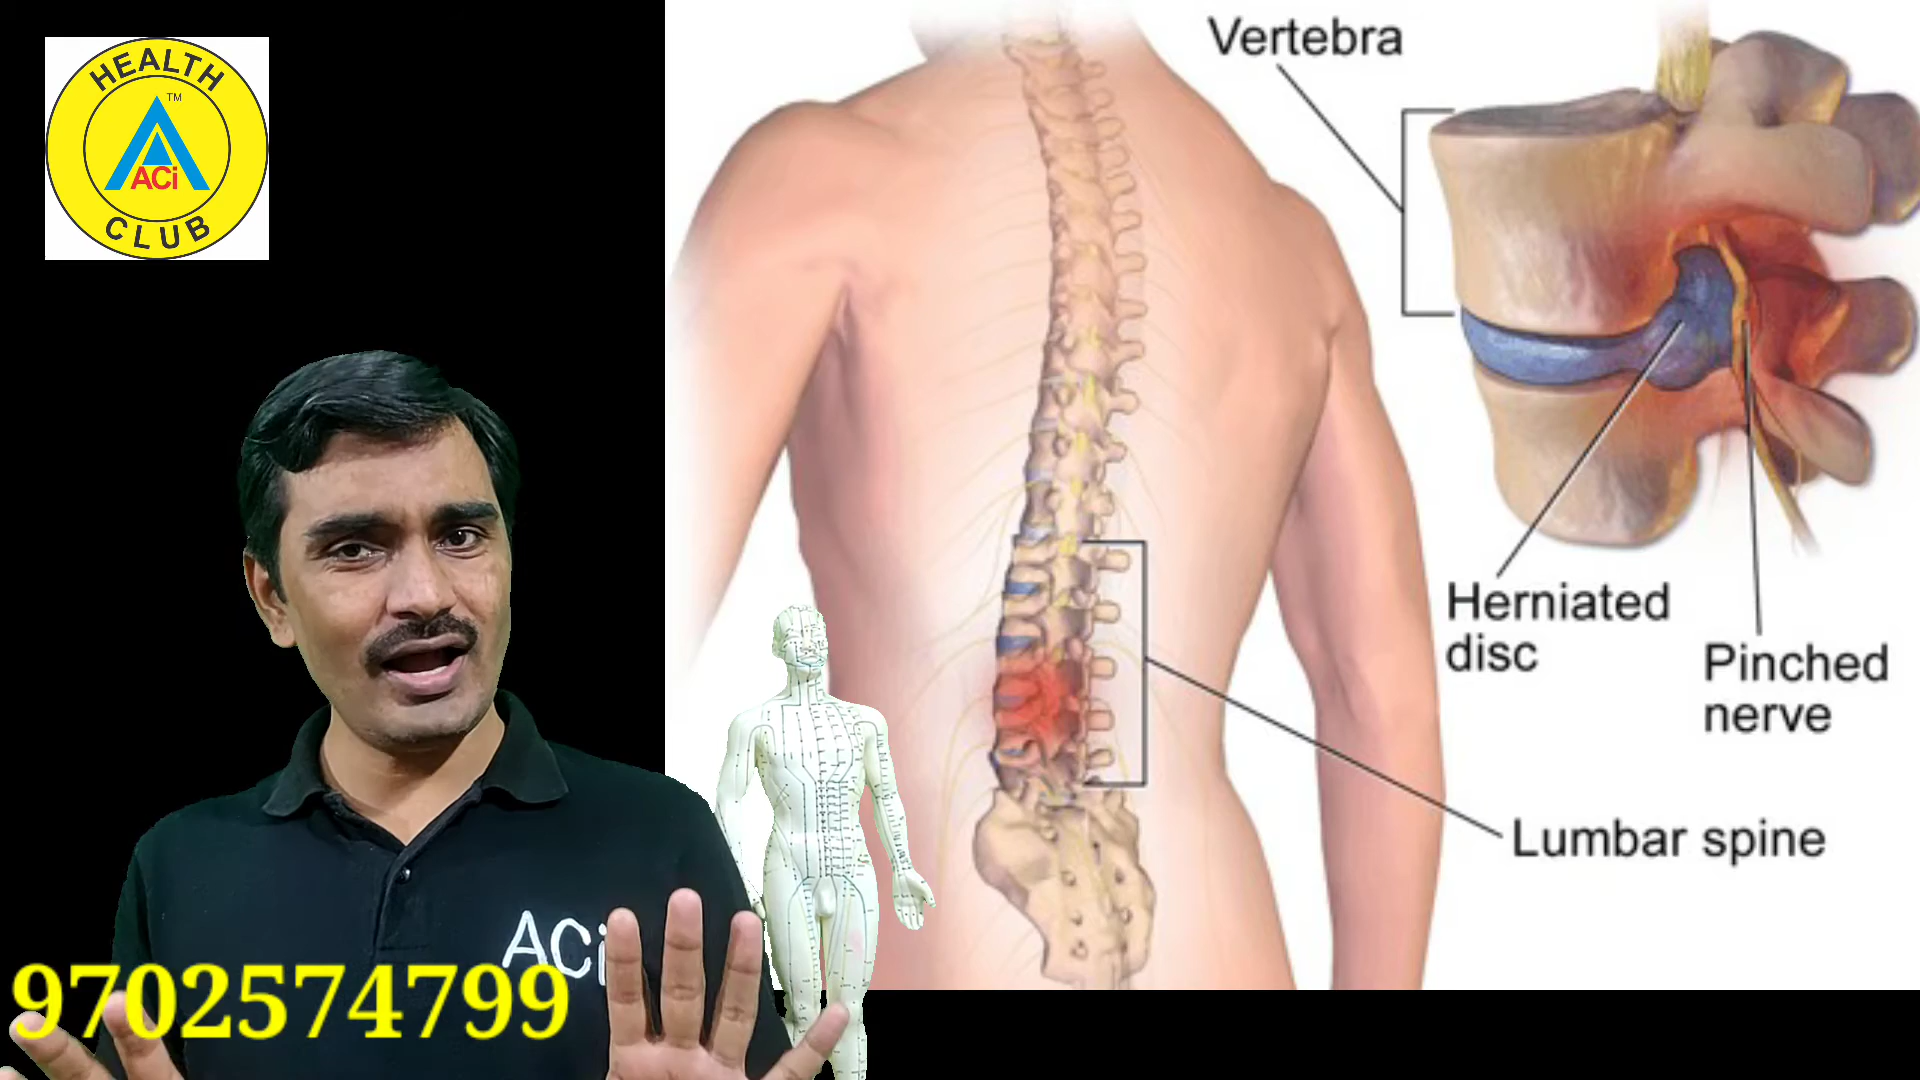 HEALTH
TM
ACi
CLUB
Vertebra
Herniated
disc
Pinched
nerve
Lumbar spine
ACi
9702574799